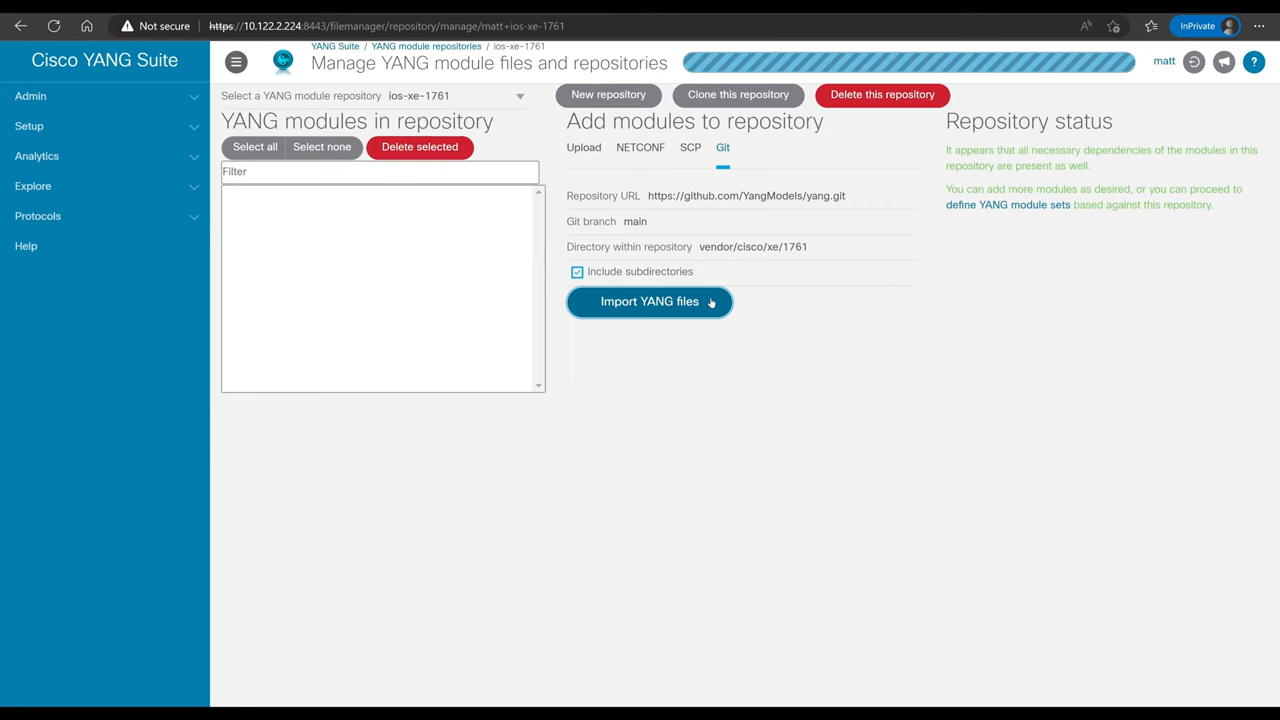 Not secure https://10.122.2.224:8443/filemanager/repository/manage/matt+ios-xe-1761 InPrivate
Cisco YANG Suite
Admin
Setup
Analytics
Explore
Protocols
Help
YANG Suite / YANG module repositories / ios-xe-1761
Manage YANG module files and repositories
matt
?
Select a YANG module repository ios-xe-1761
New repository Clone this repository Delete this repository
YANG modules in repository
Select all Select none Delete selected
Filter
Add modules to repository
Upload NETCONF SCP Git
Repository URL https://github.com/YangModels/yang.git
Git branch main
Directory within repository vendor/cisco/xe/1761
Include subdirectories
Import YANG files
Repository status
It appears that all necessary dependencies of the modules in this
repository are present as well.
You can add more modules as desired, or you can proceed to
define YANG module sets based against this repository.